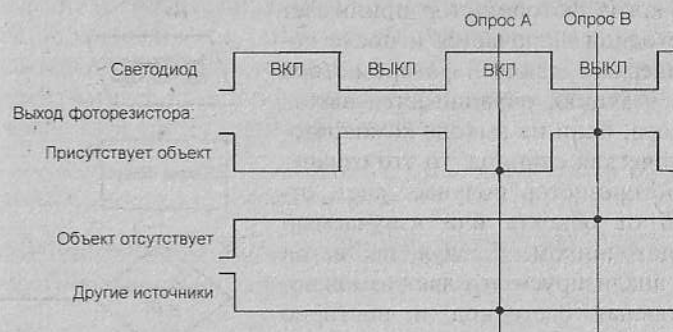 Опрос A Опрос B
Светодиод ВКЛ ВЫКЛ ВКЛ ВЫКЛ
Выход фоторезистора:
Присутствует объект
Объект отсутствует
Другие источники